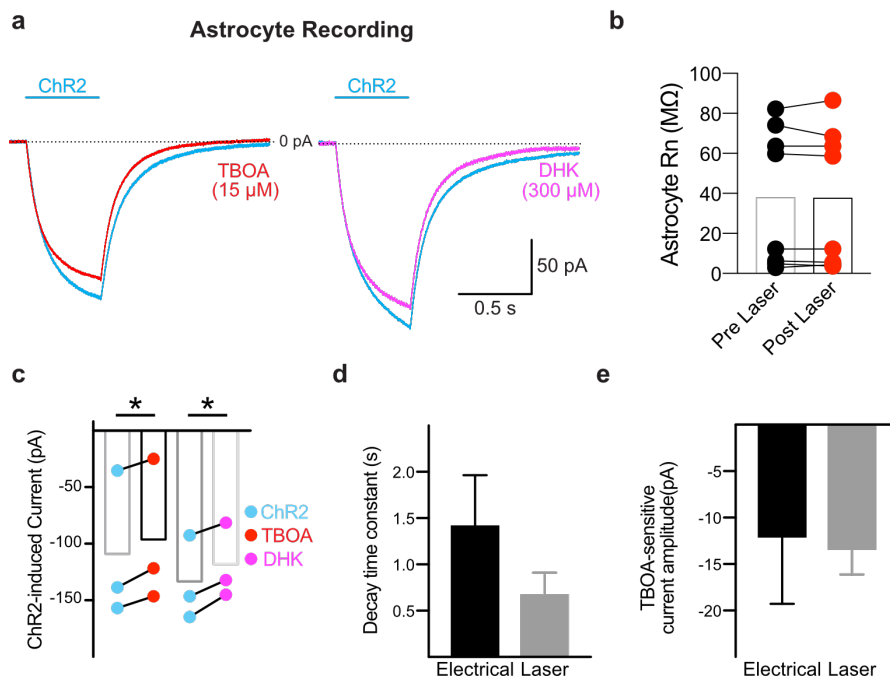 a
Astrocyte Recording
ChR2
ChR2
0 pA
TBOA
(15 µM)
DHK
(300 µM)
50 pA
0.5 s
b
Astrocyte Rn (MΩ)
100
80
60
40
20
0
Pre Laser
Post Laser
c
*
*
ChR2-induced Current (pA)
-50
-100
-150
ChR2
TBOA
DHK
d
Decay time constant (s)
2.0
1.5
1.0
0.5
Electrical Laser
e
TBOA-sensitive
current amplitude(pA)
-5
-10
-15
-20
Electrical Laser